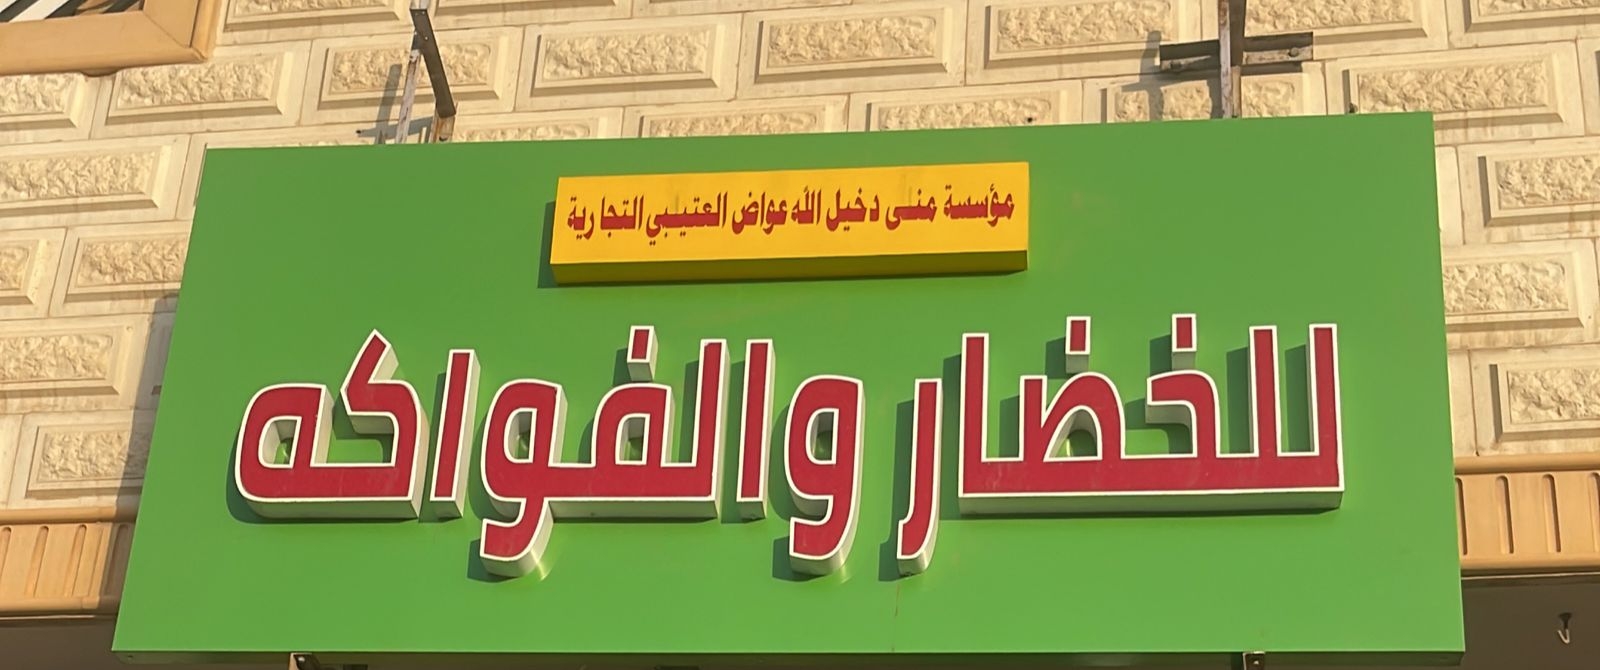 مؤسسة منى دخيل الله عواض العتيبي التجارية
للخضار والفواكه